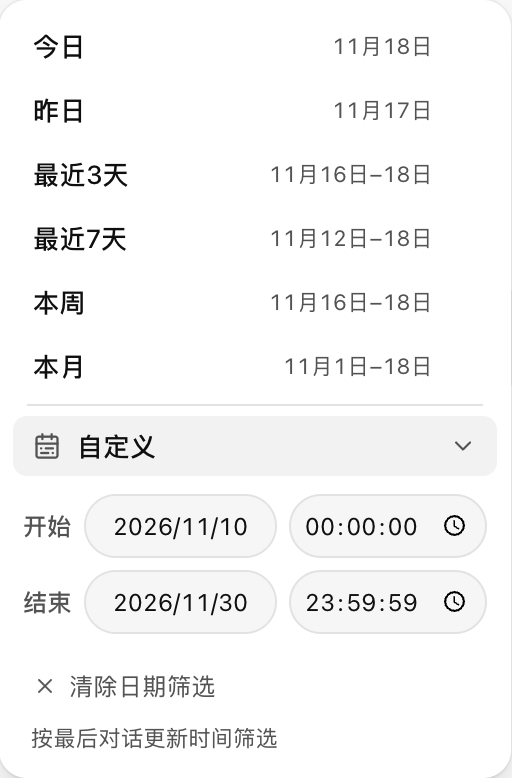 今日 11月18日
昨日 11月17日
最近3天 11月16日–18日
最近7天 11月12日–18日
本周 11月16日–18日
本月 11月1日–18日
自定义
开始 2026/11/10 00:00:00
结束 2026/11/30 23:59:59
清除日期筛选
按最后对话更新时间筛选